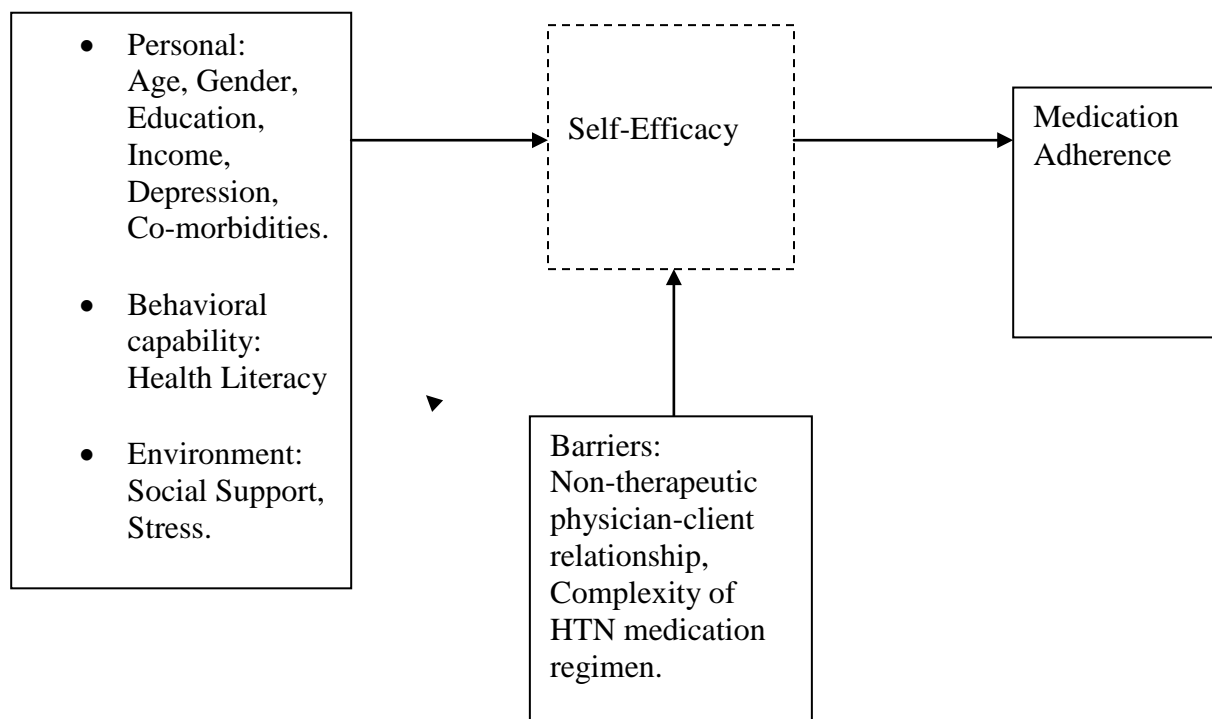 Personal:
Age, Gender,
Education,
Income,
Depression,
Co-morbidities.
Behavioral
capability:
Health Literacy
Environment:
Social Support,
Stress.
Self-Efficacy
Medication
Adherence
Barriers:
Non-therapeutic
physician-client
relationship,
Complexity of
HTN medication
regimen.